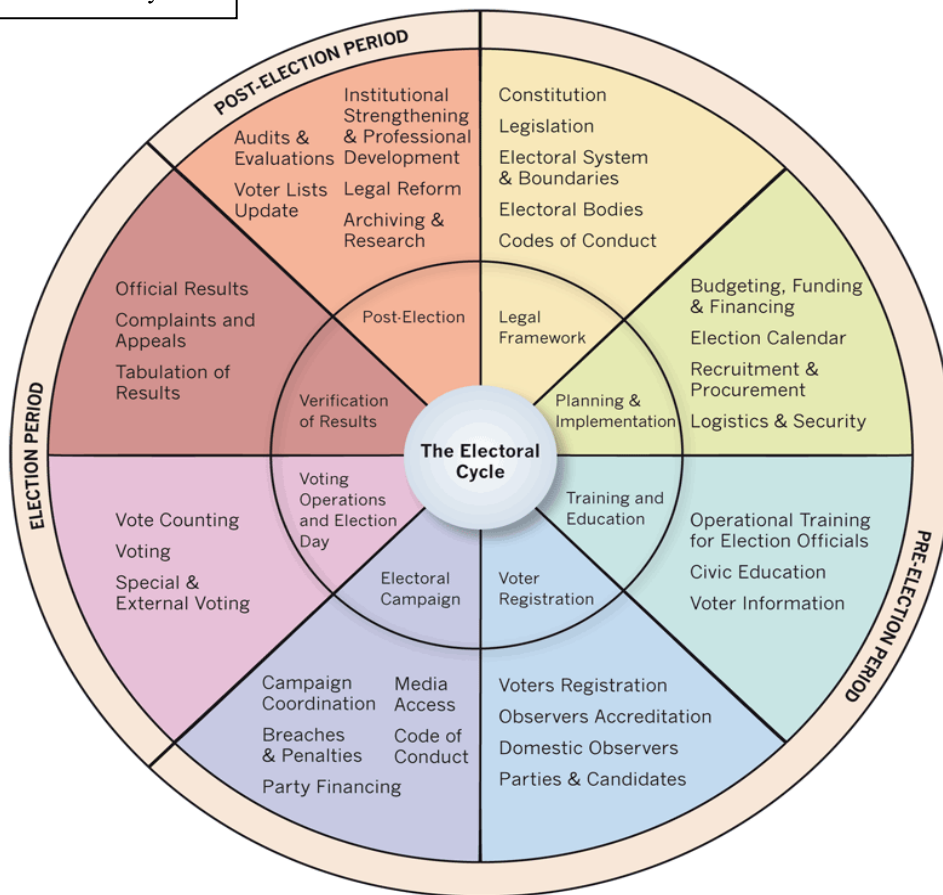 POST-ELECTION PERIOD
Institutional
Strengthening
& Professional
Development
Legal Reform
Archiving &
Research
Audits &
Evaluations
Voter Lists
Update
Post-Election
Constitution
Legislation
Electoral System
& Boundaries
Electoral Bodies
Codes of Conduct
Legal
Framework
Budgeting, Funding
& Financing
Election Calendar
Recruitment &
Procurement
Logistics & Security
Planning &
Implementation
Operational Training
for Election Officials
Civic Education
Voter Information
Training and
Education
PRE-ELECTION PERIOD
Voters Registration
Observers Accreditation
Domestic Observers
Parties & Candidates
Voter
Registration
Campaign
Coordination
Breaches
& Penalties
Party Financing
Media
Access
Code of
Conduct
Electoral
Campaign
Vote Counting
Voting
Special &
External Voting
Voting
Operations
and Election
Day
ELECTION PERIOD
Official Results
Complaints and
Appeals
Tabulation of
Results
Verification
of Results
The Electoral
Cycle